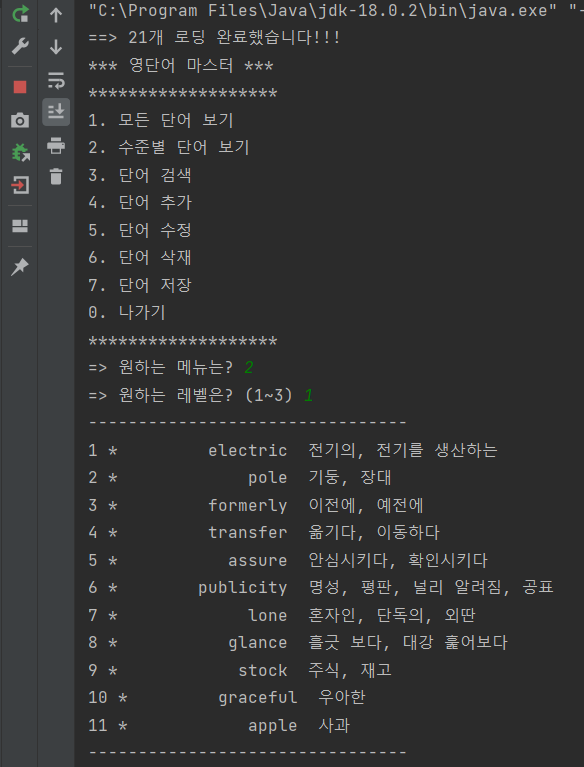 "C:\Program Files\Java\jdk-18.0.2\bin\java.exe" "-
==> 21개 로딩 완료했습니다!!!
*** 영단어 마스터 ***
*******************
1. 모든 단어 보기
2. 수준별 단어 보기
3. 단어 검색
4. 단어 추가
5. 단어 수정
6. 단어 삭재
7. 단어 저장
0. 나가기
*******************
=> 원하는 메뉴는? 2
=> 원하는 레벨은? (1~3) 1
--------------------------------
1 *         electric  전기의, 전기를 생산하는
2 *             pole  기둥, 장대
3 *         formerly  이전에, 예전에
4 *         transfer  옮기다, 이동하다
5 *           assure  안심시키다, 확인시키다
6 *        publicity  명성, 평판, 널리 알려짐, 공표
7 *             lone  혼자인, 단독의, 외딴
8 *           glance  흘긋 보다, 대강 훑어보다
9 *            stock  주식, 재고
10 *         graceful  우아한
11 *            apple  사과
--------------------------------